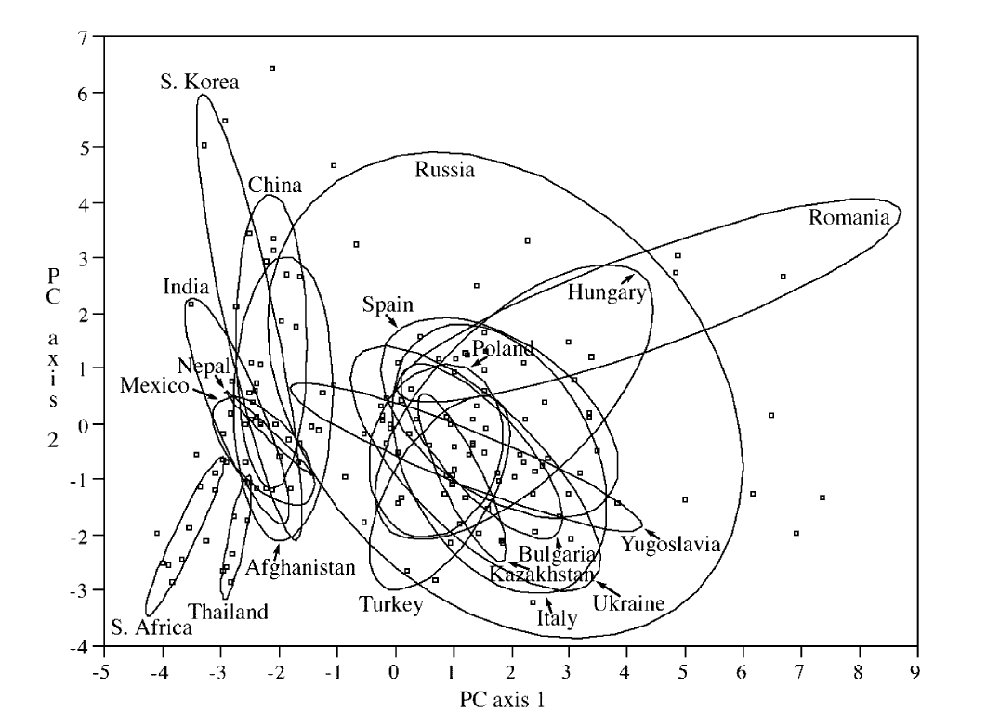 7
S. Korea
6
5
Russia
China
4
Romania
3
P
C
India
Hungary
Spain
2
a
x
i
s
Poland
Nepal
1
Mexico
0
2
-1
Yugoslavia
-2
Bulgaria
Afghanistan
Kazakhstan
-3
Turkey
Ukraine
Thailand
Italy
S. Africa
-4
-5 -4 -3 -2 -1 0 1 2 3 4 5 6 7 8 9
PC axis 1